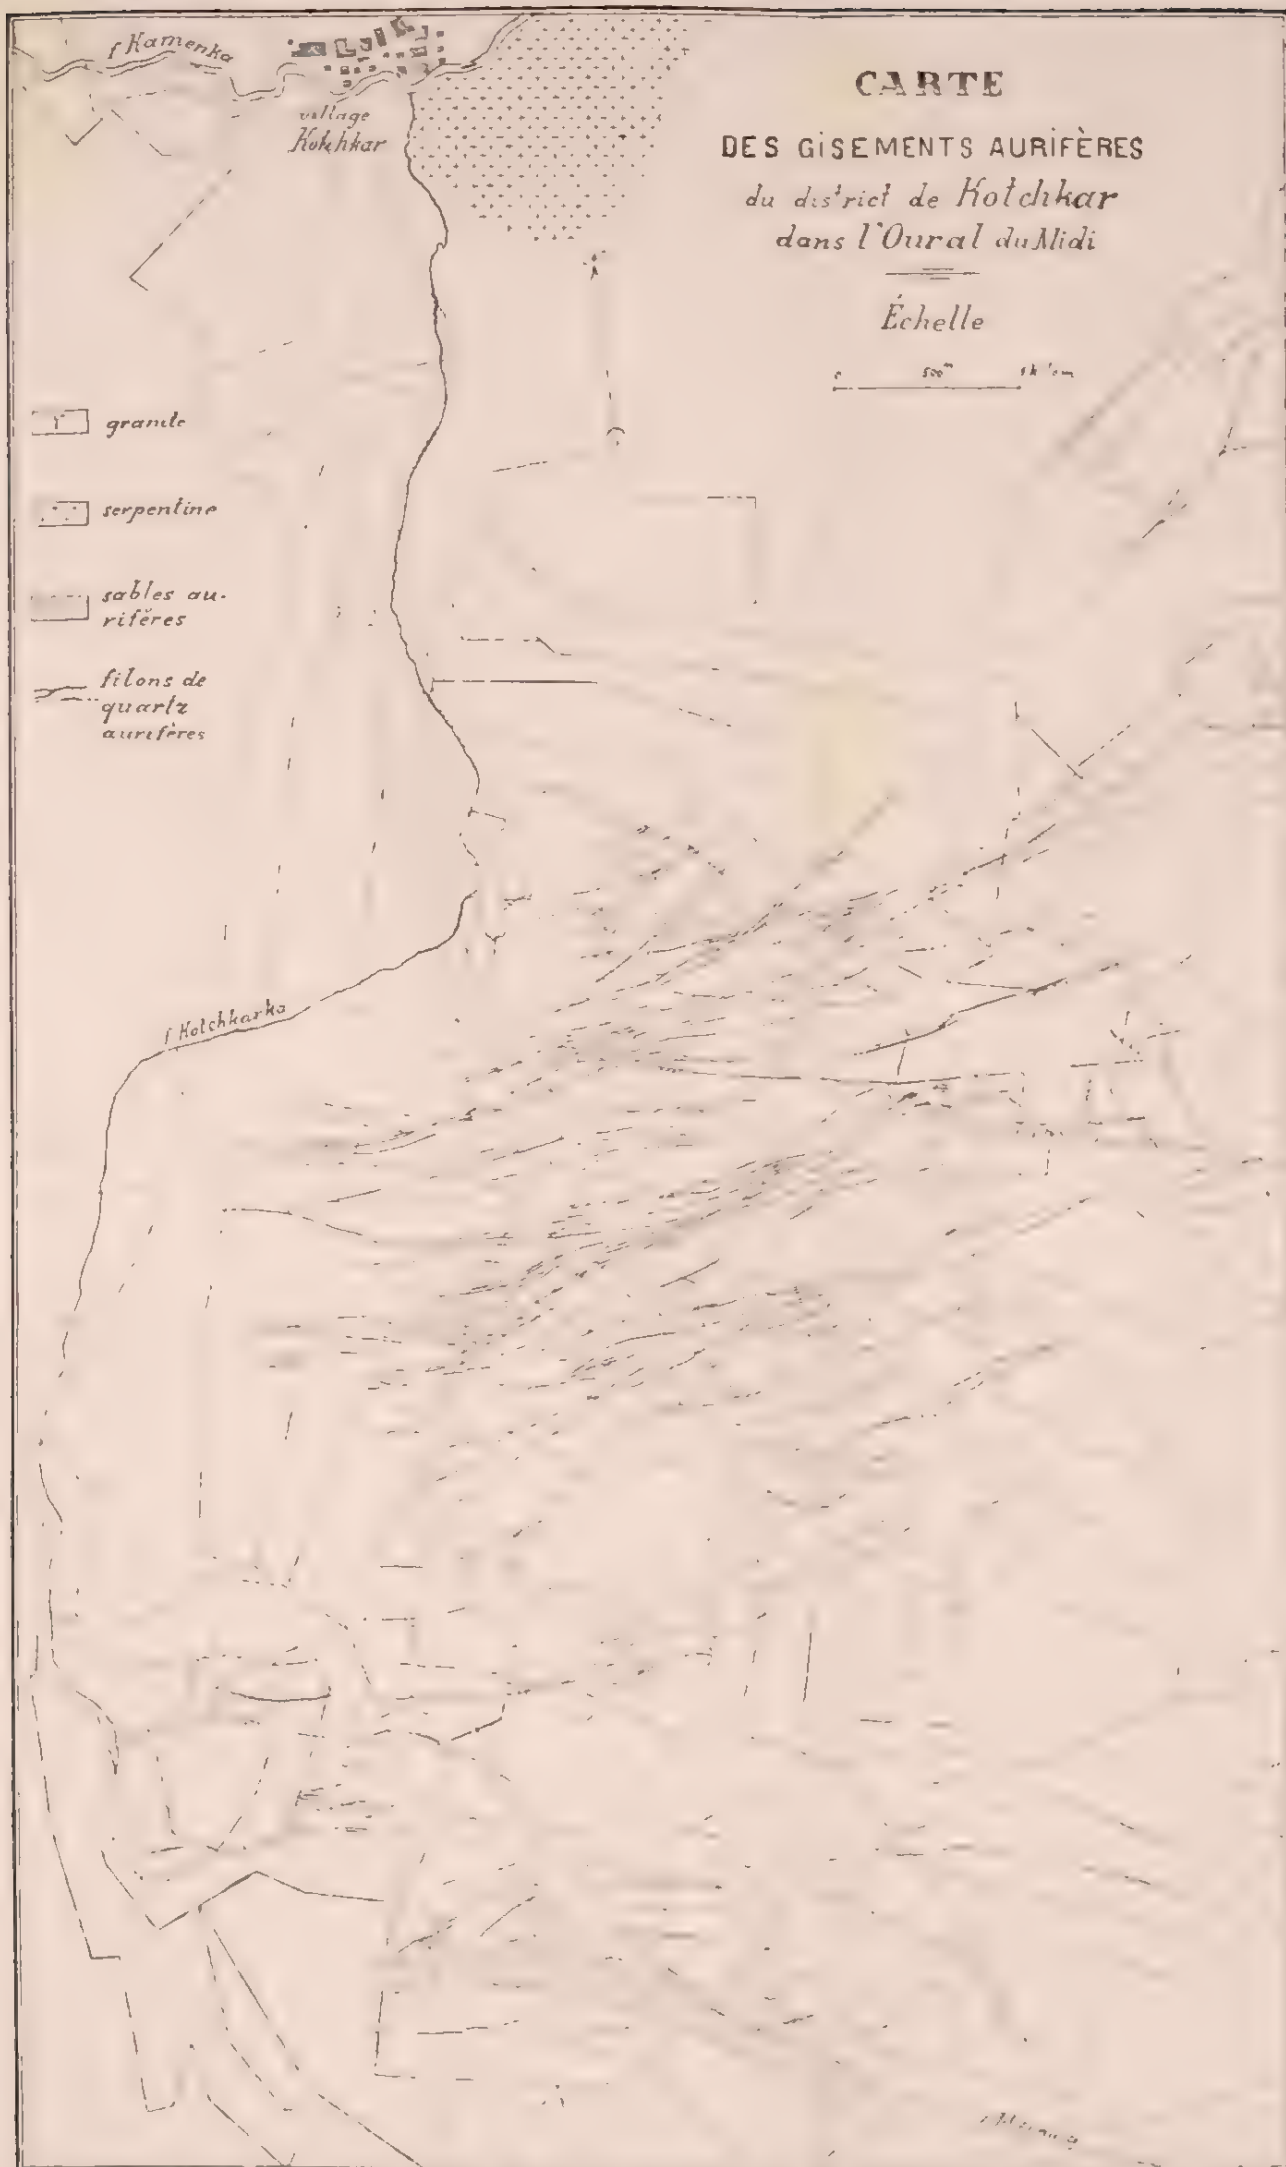 CARTE
DES GISEMENTS AURIFÈRES
du district de Kotchkar
dans l'Oural du Midi
Échelle
500m
f Kamenka
village
Kotchkar
granite
serpentine
sables au-
rifères
filons de
quartz
aurifères
f Kotchkarka